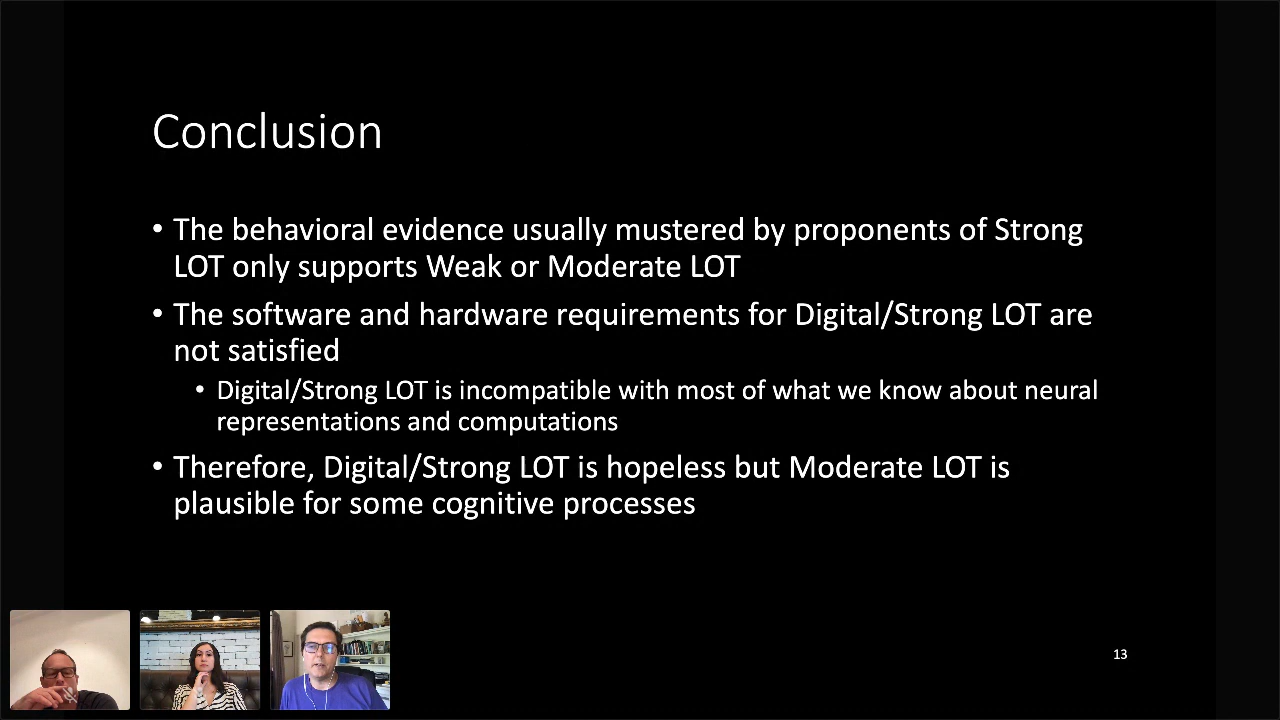 Conclusion
• The behavioral evidence usually mustered by proponents of Strong
LOT only supports Weak or Moderate LOT
• The software and hardware requirements for Digital/Strong LOT are
not satisfied
• Digital/Strong LOT is incompatible with most of what we know about neural
representations and computations
• Therefore, Digital/Strong LOT is hopeless but Moderate LOT is
plausible for some cognitive processes
13